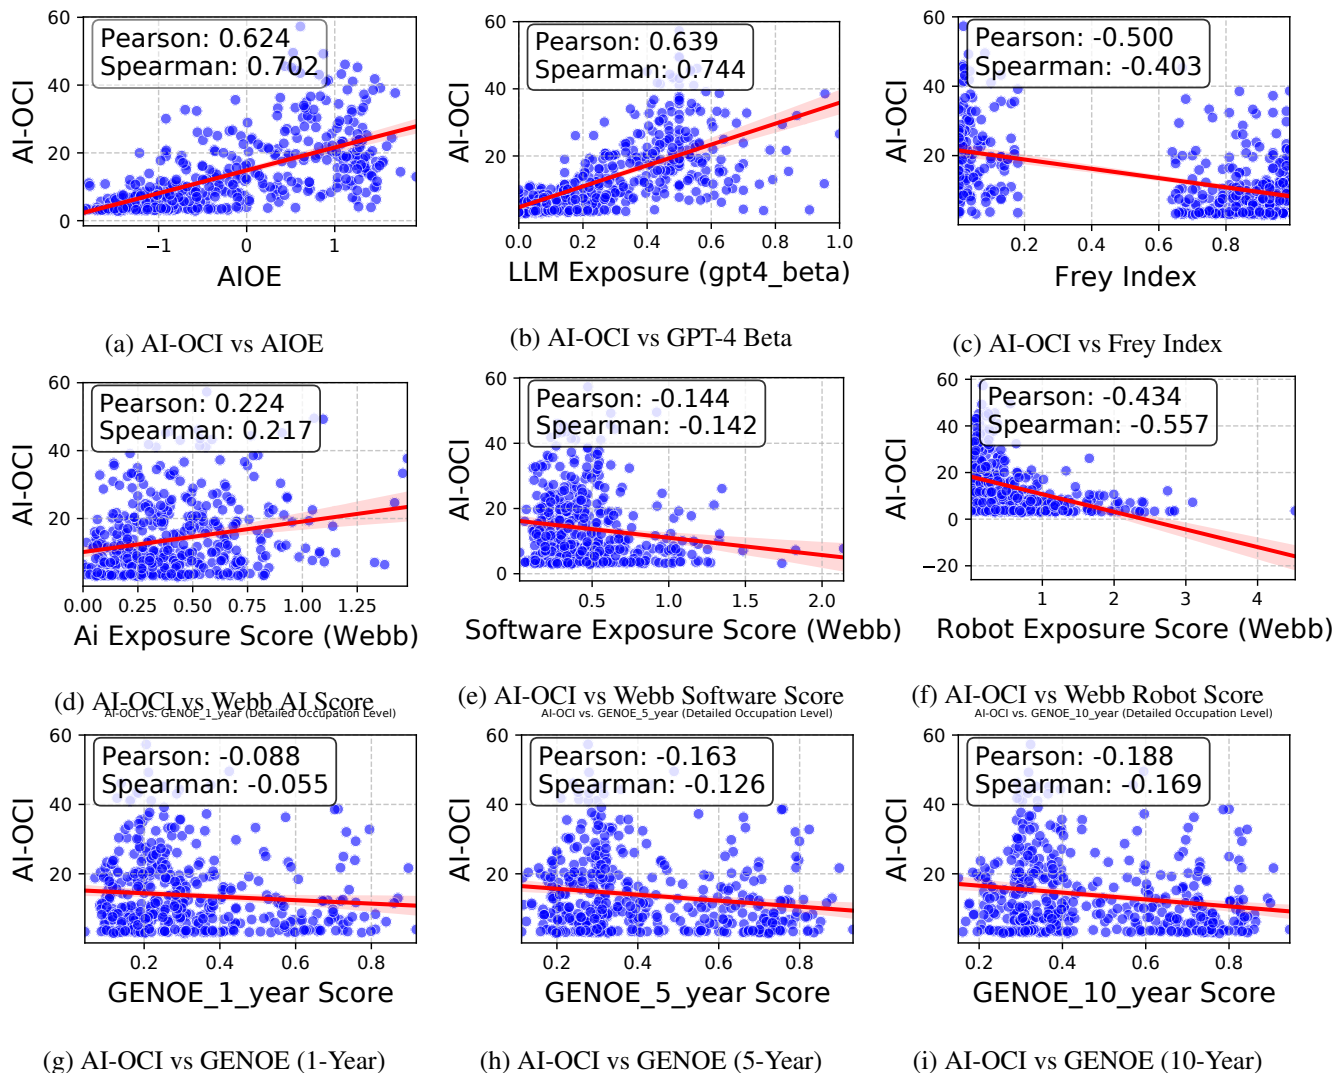 60
40
20
0
AI-OCI
Pearson: 0.624
Spearman: 0.702
−1
0
1
AIOE
(a) AI-OCI vs AIOE
60
40
20
AI-OCI
Pearson: 0.639
Spearman: 0.744
0.0
0.2
0.4
0.6
0.8
1.0
LLM Exposure (gpt4_beta)
(b) AI-OCI vs GPT-4 Beta
60
40
20
AI-OCI
Pearson: -0.500
Spearman: -0.403
0.2
0.4
0.6
0.8
Frey Index
(c) AI-OCI vs Frey Index
60
40
20
AI-OCI
Pearson: 0.224
Spearman: 0.217
0.00
0.25
0.50
0.75
1.00
1.25
Ai Exposure Score (Webb)
(d) AI-OCI vs Webb AI Score
60
40
20
0
AI-OCI
Pearson: -0.144
Spearman: -0.142
0.5
1.0
1.5
2.0
Software Exposure Score (Webb)
(e) AI-OCI vs Webb Software Score
60
40
20
0
−20
AI-OCI
Pearson: -0.434
Spearman: -0.557
1
2
3
4
Robot Exposure Score (Webb)
(f) AI-OCI vs Webb Robot Score
AI-OCI vs. GENOE_1_year (Detailed Occupation Level)
60
40
20
AI-OCI
Pearson: -0.088
Spearman: -0.055
0.2
0.4
0.6
0.8
GENOE_1_year Score
(g) AI-OCI vs GENOE (1-Year)
AI-OCI vs. GENOE_5_year (Detailed Occupation Level)
60
40
20
AI-OCI
Pearson: -0.163
Spearman: -0.126
0.2
0.4
0.6
0.8
GENOE_5_year Score
(h) AI-OCI vs GENOE (5-Year)
AI-OCI vs. GENOE_10_year (Detailed Occupation Level)
60
40
20
AI-OCI
Pearson: -0.188
Spearman: -0.169
0.2
0.4
0.6
0.8
GENOE_10_year Score
(i) AI-OCI vs GENOE (10-Year)